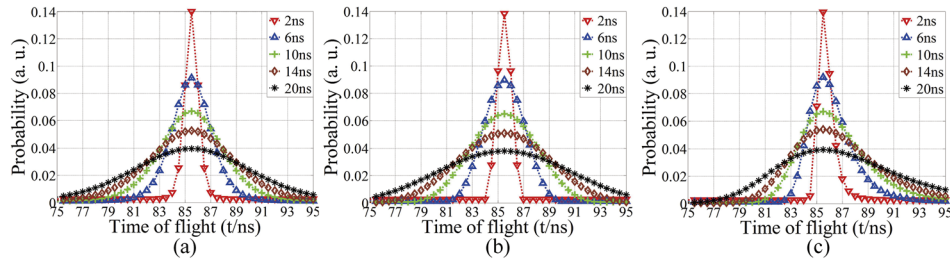 0.14
0.12
0.10
0.08
0.06
0.04
0.02
0
Probability (a. u.)
2ns
6ns
10ns
14ns
20ns
75 77 79 81 83 85 87 89 91 93 95
Time of flight (t/ns)
(a)
0.14
0.12
0.10
0.08
0.06
0.04
0.02
0
Probability (a. u.)
2ns
6ns
10ns
14ns
20ns
75 77 79 81 83 85 87 89 91 93 95
Time of flight (t/ns)
(b)
0.14
0.12
0.10
0.08
0.06
0.04
0.02
0
Probability (a. u.)
2ns
6ns
10ns
14ns
20ns
75 77 79 81 83 85 87 89 91 93 95
Time of flight (t/ns)
(c)